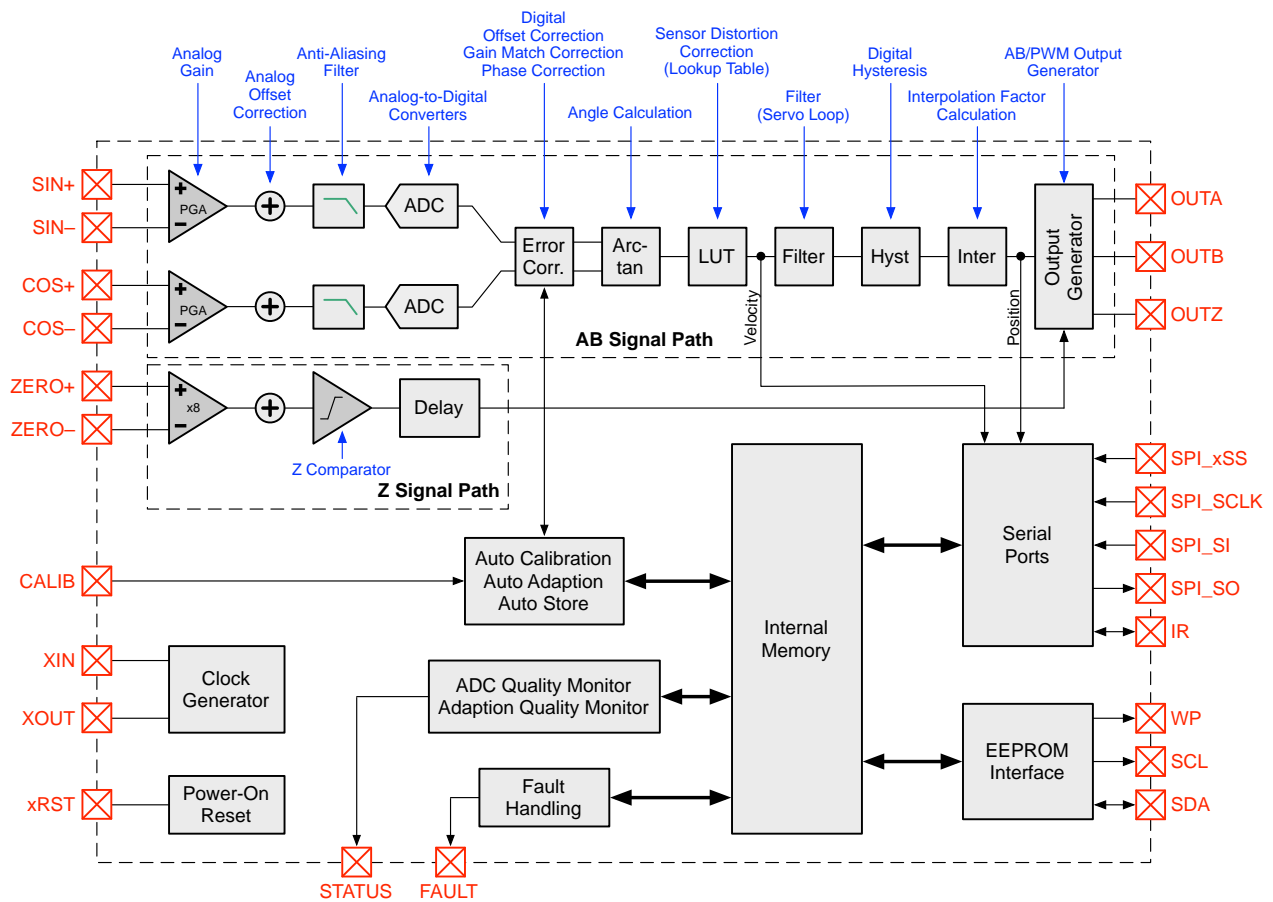 Analog
Gain
Analog
Offset
Correction
Anti-Aliasing
Filter
Analog-to-Digital
Converters
Digital
Offset Correction
Gain Match Correction
Phase Correction
Angle Calculation
Sensor Distortion
Correction
(Lookup Table)
Filter
(Servo Loop)
Digital
Hysteresis
Interpolation Factor
Calculation
AB/PWM Output
Generator
SIN+
SIN–
COS+
COS–
ZERO+
ZERO–
CALIB
XIN
XOUT
xRST
+
PGA
–
+
ADC
+
PGA
–
+
ADC
Error
Corr.
Arc-
tan
LUT
Filter
Hyst
Inter
Output
Generator
Velocity
Position
AB Signal Path
+
x8
–
+
Delay
Z Comparator
Z Signal Path
Auto Calibration
Auto Adaption
Auto Store
Clock
Generator
ADC Quality Monitor
Adaption Quality Monitor
Power-On
Reset
Fault
Handling
Internal
Memory
Serial
Ports
EEPROM
Interface
OUTA
OUTB
OUTZ
SPI_xSS
SPI_SCLK
SPI_SI
SPI_SO
IR
WP
SCL
SDA
STATUS
FAULT